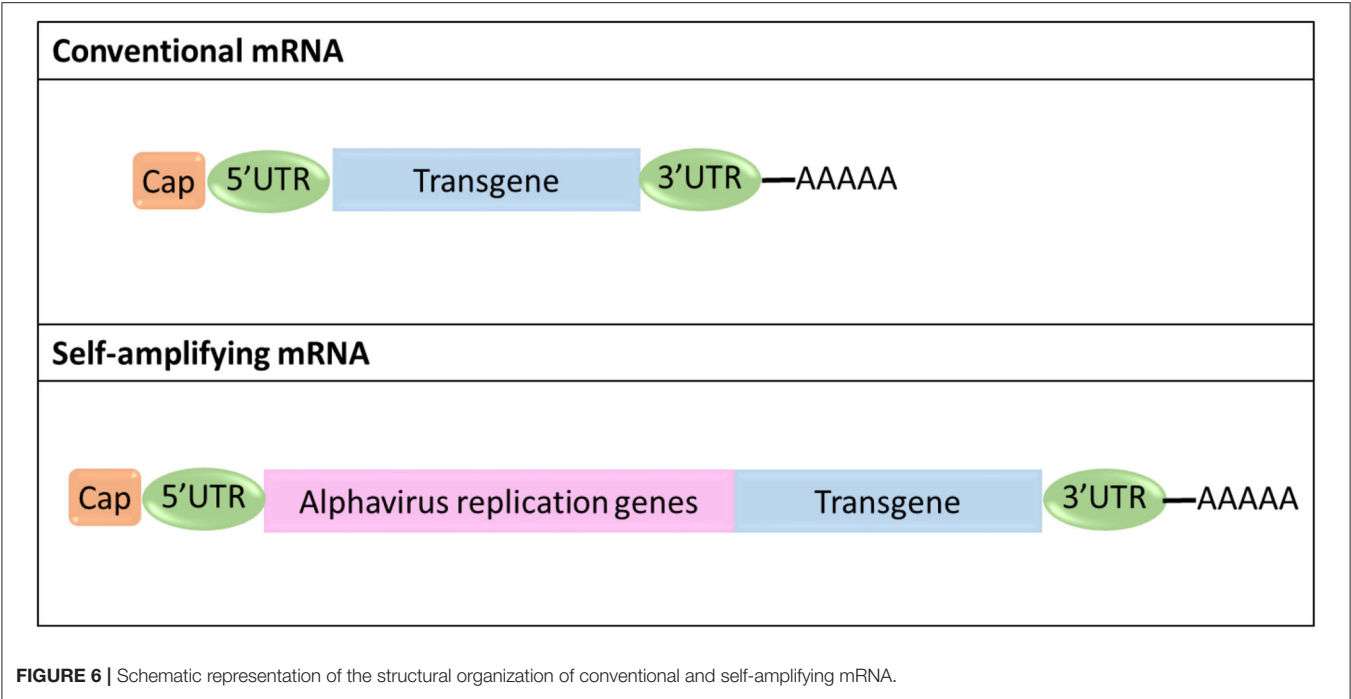 Conventional mRNA
Cap 5'UTR Transgene 3'UTR AAAAA
Self-amplifying mRNA
Cap 5'UTR Alphavirus replication genes Transgene 3'UTR AAAAA
FIGURE 6 | Schematic representation of the structural organization of conventional and self-amplifying mRNA.